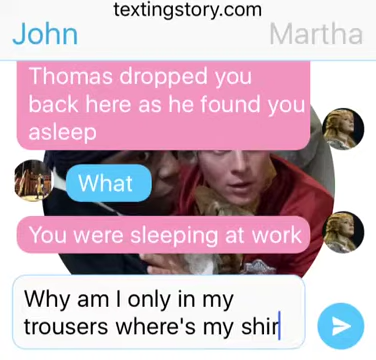 textingstory.com
John
Martha
Thomas dropped you
back here as he found you
asleep
What
You were sleeping at work
Why am I only in my
trousers where's my shir